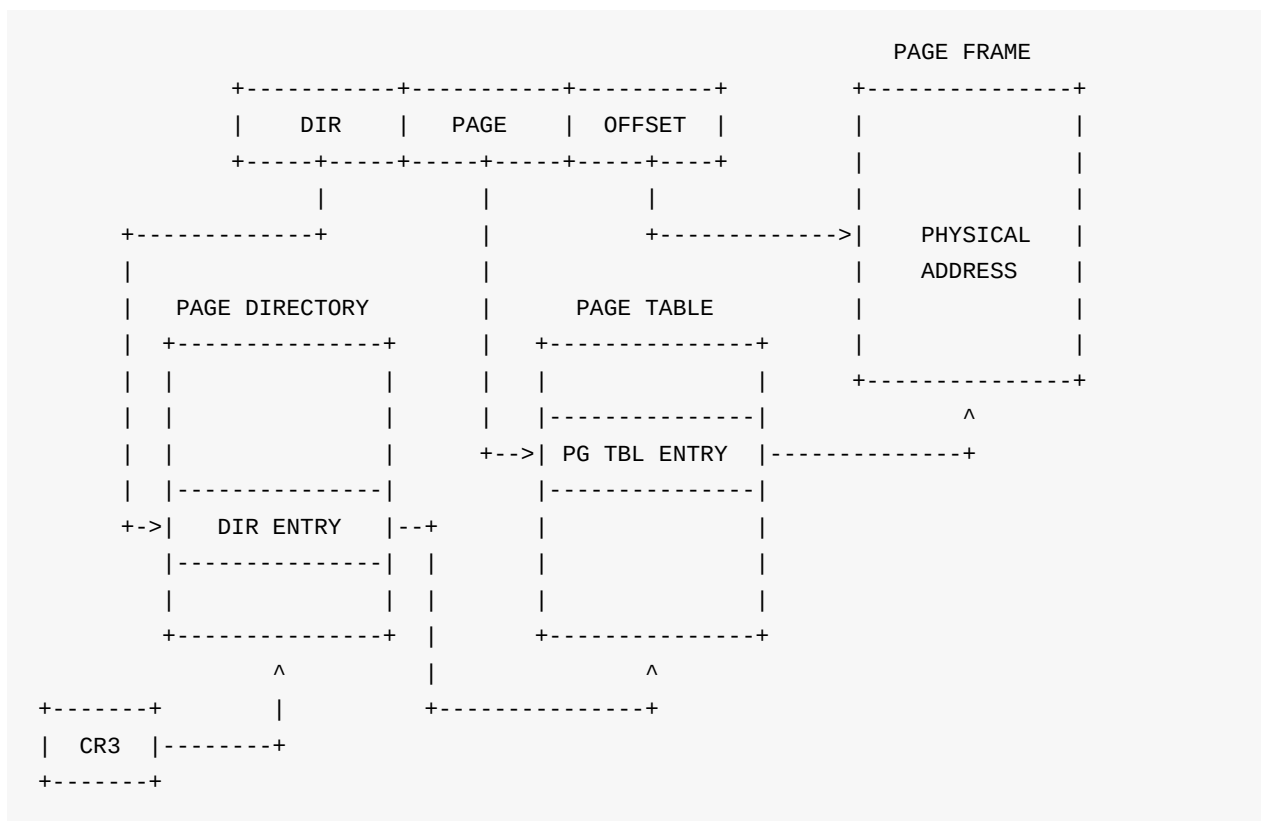 PAGE FRAME
DIR PAGE OFFSET
PHYSICAL
ADDRESS
PAGE DIRECTORY PAGE TABLE
PG TBL ENTRY
DIR ENTRY
CR3